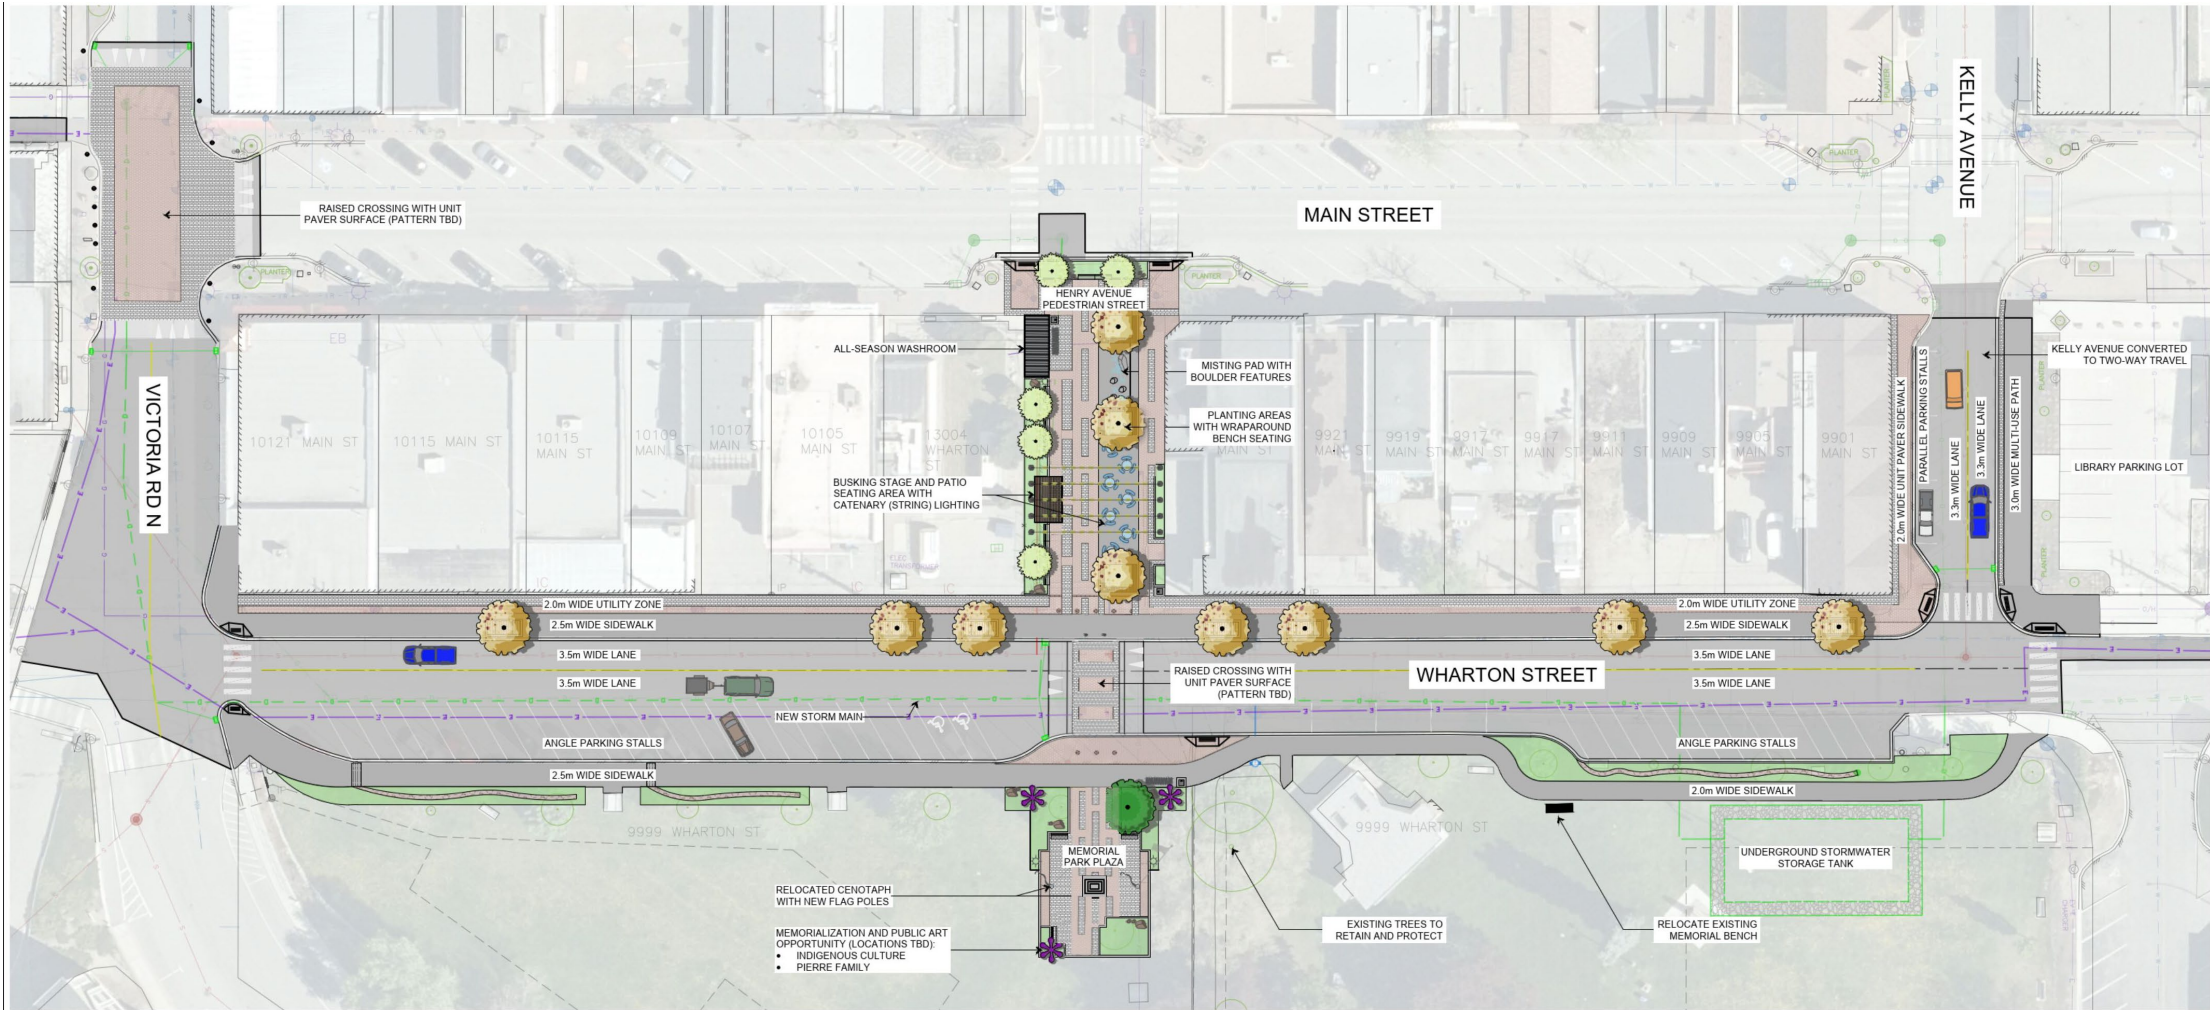 KELLY AVENUE
PLANTER
PLANTER
RAISED CROSSING WITH UNIT
PAVER SURFACE (PATTERN TBD)
MAIN STREET
PLANTER
PLANTER
HENRY AVENUE
PEDESTRIAN STREET
EB
ALL-SEASON WASHROOM
MISTING PAD WITH
BOULDER FEATURES
KELLY AVENUE CONVERTED
TO TWO-WAY TRAVEL
PLANTER
VICTORIA RD N
PLANTING AREAS
WITH WRAPAROUND
BENCH SEATING
10121 MAIN ST
10115 MAIN ST
10115
MAIN ST
10109
MAIN ST
10107
MAIN ST
10105
MAIN ST
13004
WHARTON
ST
9921
MAIN ST
9919
MAIN ST
9917
MAIN ST
9917
MAIN ST
9911
MAIN ST
9909
MAIN ST
9905
MAIN ST
9901
MAIN ST
2.0m WIDE UNIT PAVER SIDEWALK
PARALLEL PARKING STALLS
3.3m WIDE LANE
3.3m WIDE LANE
3.0m WIDE MULTI-USE PATH
LIBRARY PARKING LOT
BUSKING STAGE AND PATIO
SEATING AREA WITH
CATENARY (STRING) LIGHTING
PLANTER
2.0m WIDE UTILITY ZONE
2.5m WIDE SIDEWALK
2.0m WIDE UTILITY ZONE
2.5m WIDE SIDEWALK
3.5m WIDE LANE
3.5m WIDE LANE
RAISED CROSSING WITH
UNIT PAVER SURFACE
(PATTERN TBD)
WHARTON STREET
3.5m WIDE LANE
3.5m WIDE LANE
NEW STORM MAIN
ANGLE PARKING STALLS
ANGLE PARKING STALLS
2.5m WIDE SIDEWALK
2.0m WIDE SIDEWALK
9999 WHARTON ST
9999 WHARTON ST
MEMORIAL
PARK PLAZA
UNDERGROUND STORMWATER
STORAGE TANK
RELOCATED CENOTAPH
WITH NEW FLAG POLES
EXISTING TREES TO
RETAIN AND PROTECT
RELOCATE EXISTING
MEMORIAL BENCH
MEMORIALIZATION AND PUBLIC ART
OPPORTUNITY (LOCATIONS TBD):
• INDIGENOUS CULTURE
• PIERRE FAMILY